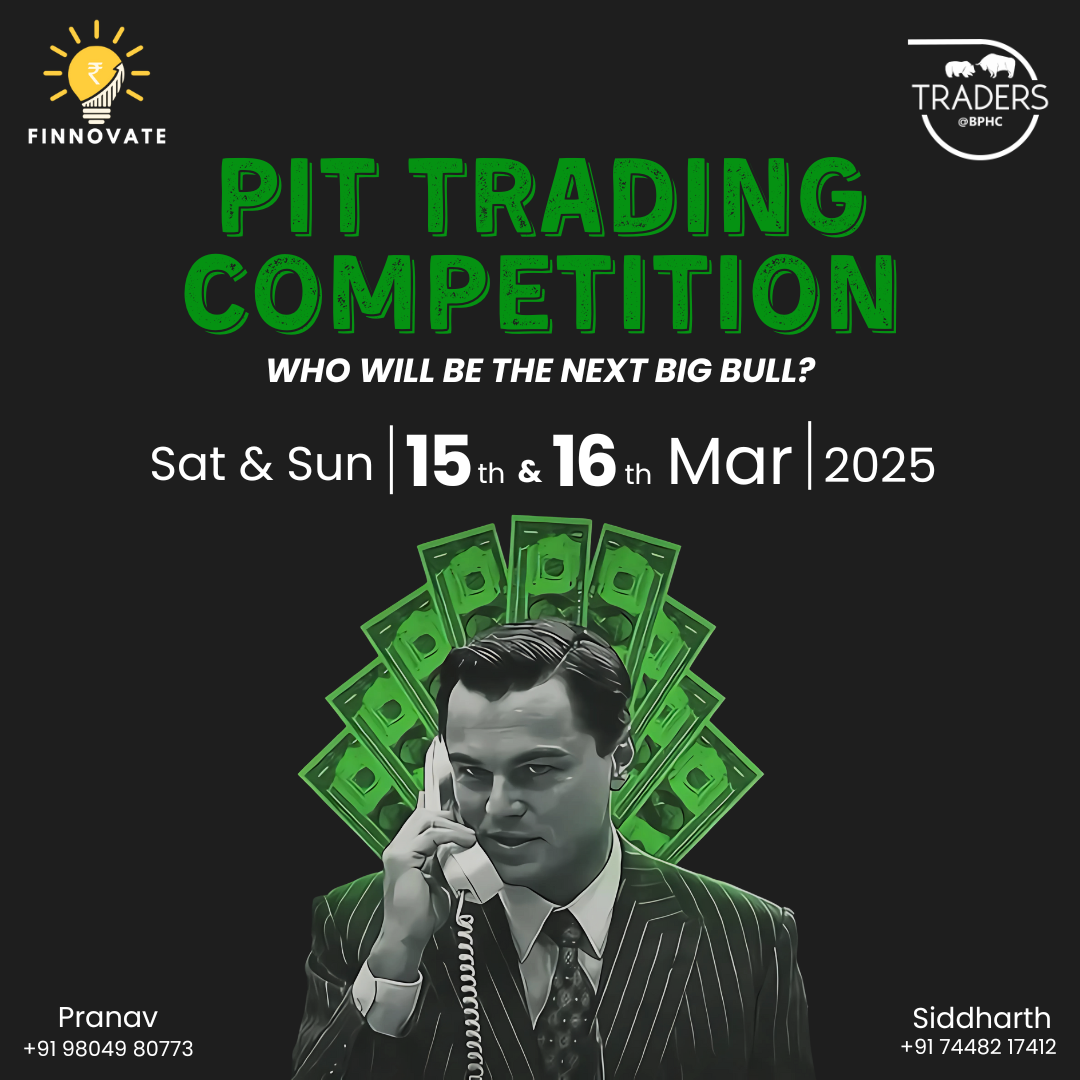 ₹
FINNOVATE
TRADERS
@BPHC
PIT TRADING
COMPETITION
WHO WILL BE THE NEXT BIG BULL?
Sat & Sun | 15th & 16th Mar | 2025
Pranav
+91 98049 80773
Siddharth
+91 74482 17412